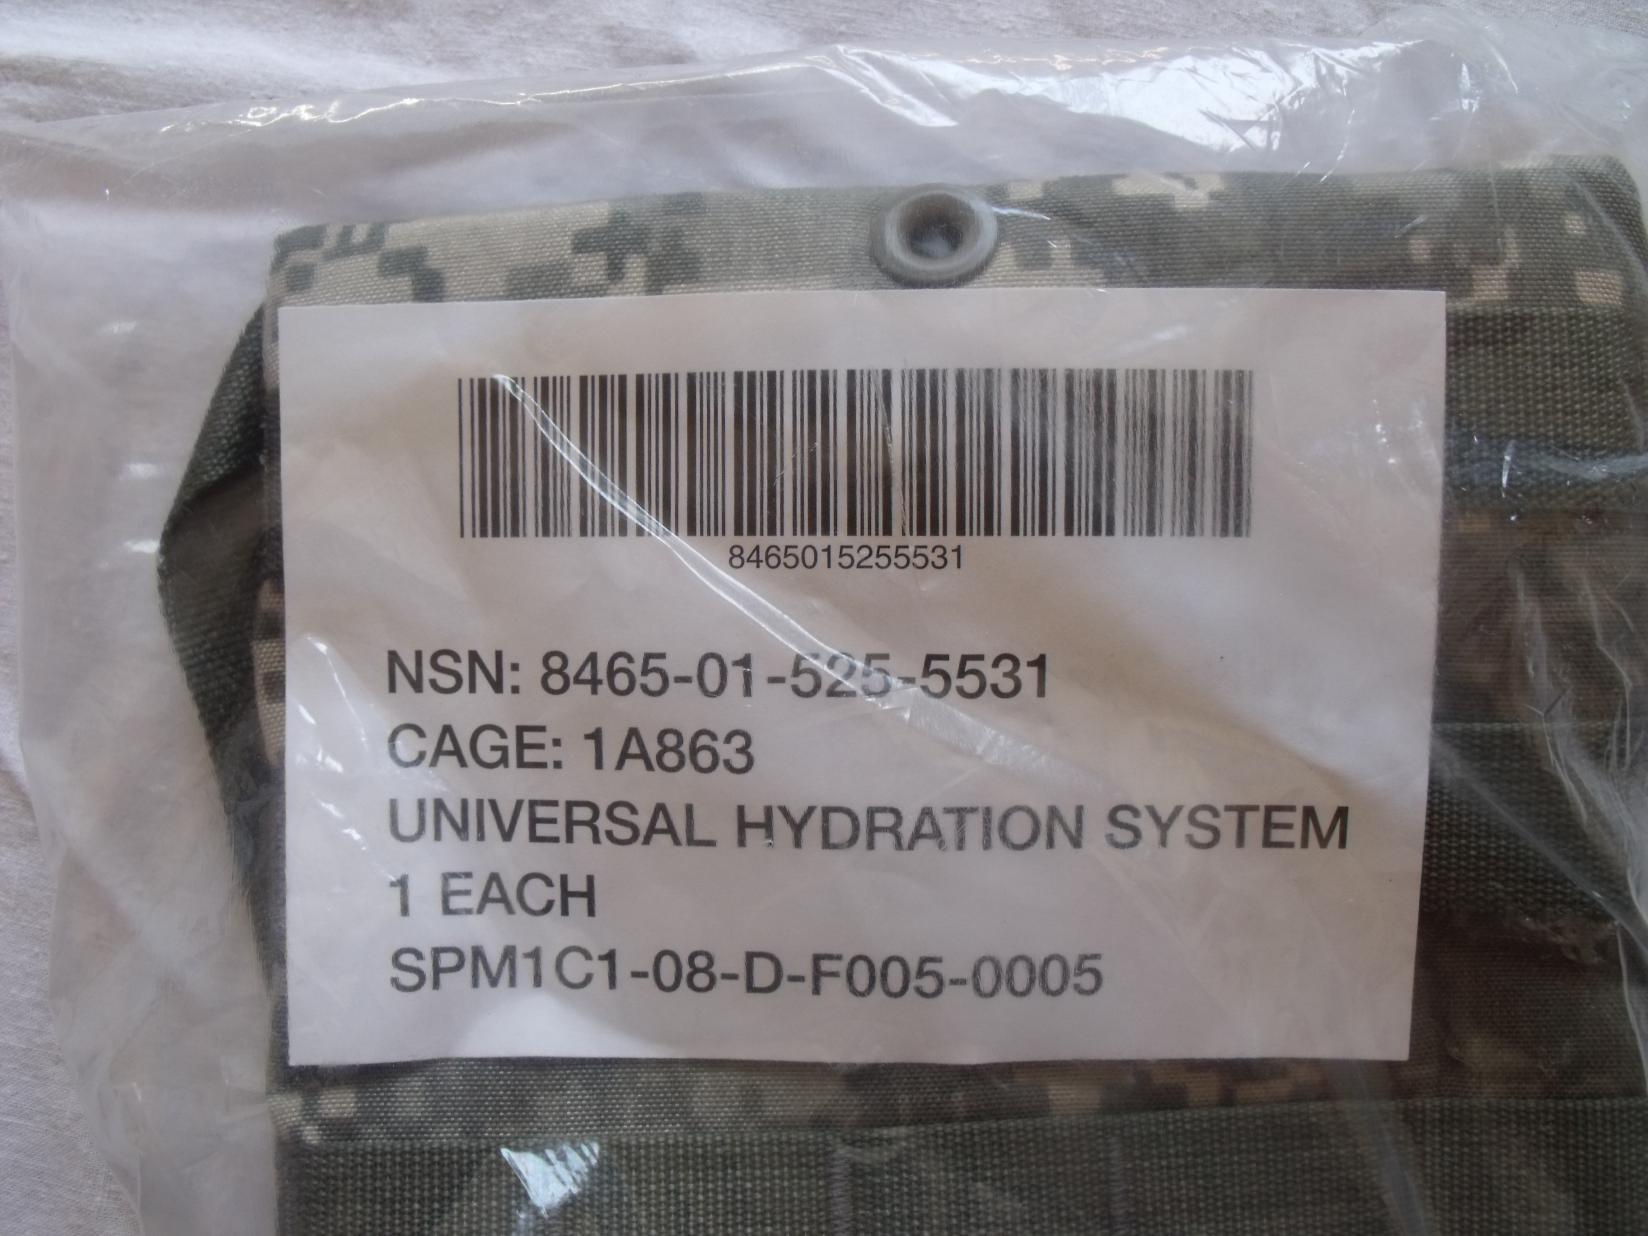 8465015255531
NSN: 8465-01-525-5531
CAGE: 1A863
UNIVERSAL HYDRATION SYSTEM
1 EACH
SPM1C1-08-D-F005-0005